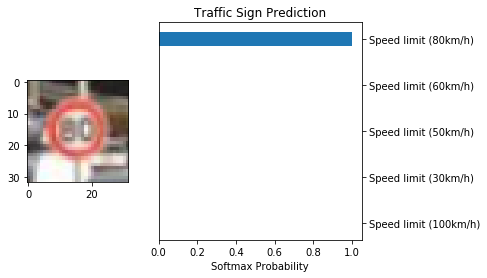 Traffic Sign Prediction
Speed limit (80km/h)
Speed limit (60km/h)
Speed limit (50km/h)
Speed limit (30km/h)
Speed limit (100km/h)
0
10
20
30
0 20
80
0.0 0.2 0.4 0.6 0.8 1.0
Softmax Probability